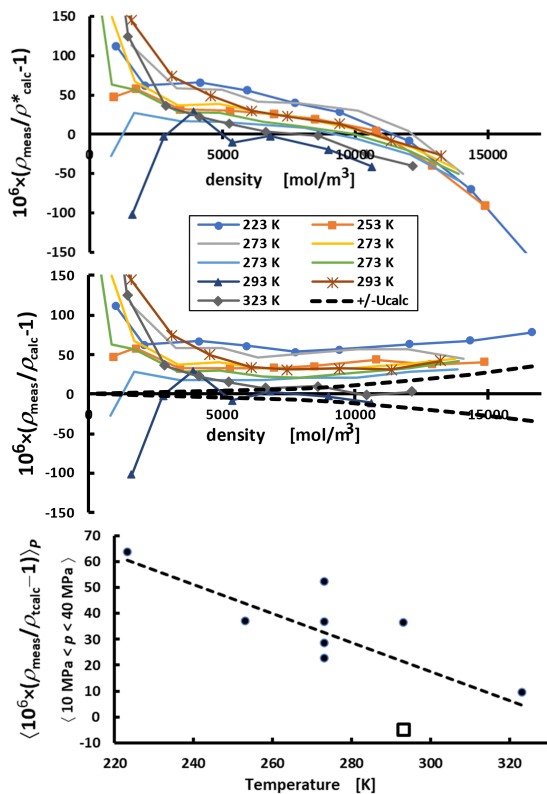 10⁶×(ρmeas/ρ*calc-1)
150
100
50
0
-50
-100
-150
0 5000 10000 15000
density [mol/m³]
223 K 253 K
273 K 273 K
273 K 273 K
293 K 293 K
323 K +/-Ucalc
10⁶×(ρmeas/ρcalc-1)
150
100
50
0
-50
-100
-150
0 5000 10000 15000
density [mol/m³]
⟨10⁶×(ρmeas/ρtcalc−1)⟩P
⟨ 10 MPa < p < 40 MPa ⟩
70
60
50
40
30
20
10
0
-10
220 240 260 280 300 320 340
Temperature [K]